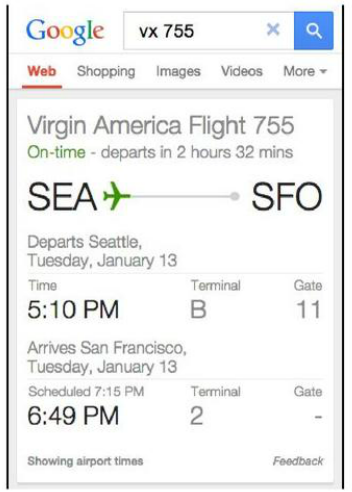 Google vx 755 ×
Web Shopping Images Videos More
Virgin America Flight 755
On-time - departs in 2 hours 32 mins
SEA SFO
Departs Seattle,
Tuesday, January 13
Time Terminal Gate
5:10 PM B 11
Arrives San Francisco,
Tuesday, January 13
Scheduled 7:15 PM Terminal Gate
6:49 PM 2 -
Showing airport times Feedback